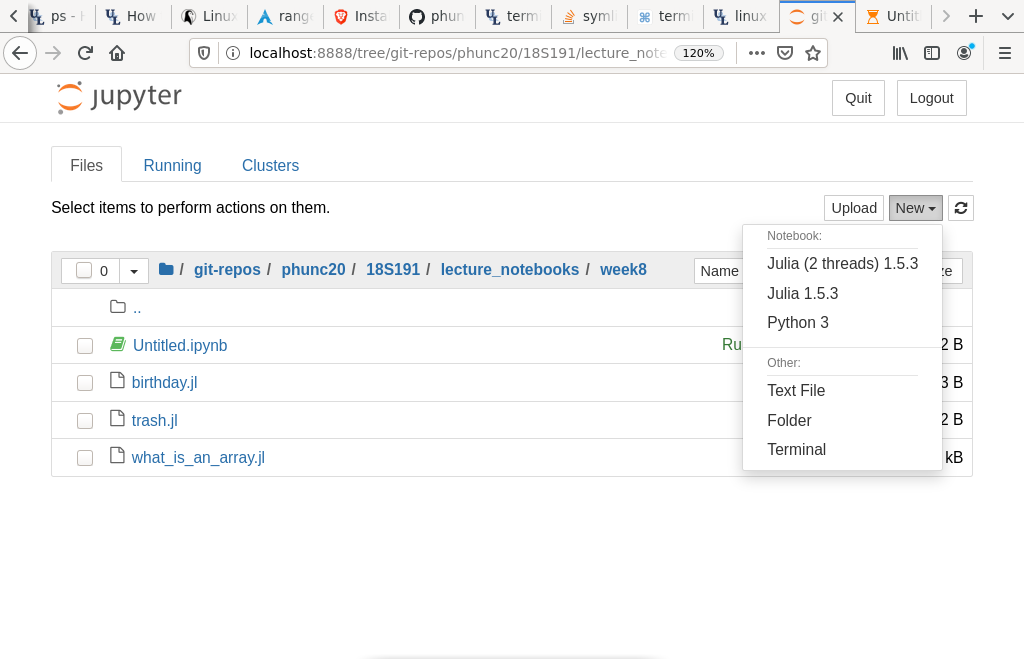 ps - How Linux rang Insta phun term symli term linux gi Untit
localhost:8888/tree/git-repos/phunc20/18S191/lecture_note 120%
jupyter Quit Logout
Files Running Clusters
Select items to perform actions on them. Upload New
Notebook:
0 / git-repos / phunc20 / 18S191 / lecture_notebooks / week8 Name ze
Julia (2 threads) 1.5.3
Julia 1.5.3
..
Python 3
Untitled.ipynb Ru 2 B
Other:
birthday.jl 3 B
Text File
trash.jl 2 B
Folder
Terminal
what_is_an_array.jl kB